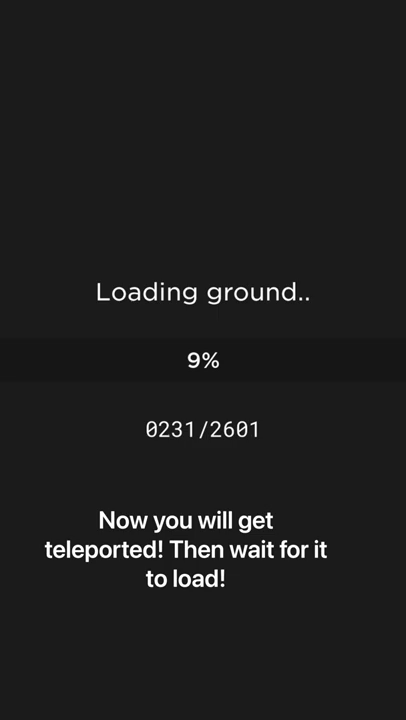 Loading ground..
9%
0231/2601
Now you will get
teleported! Then wait for it
to load!